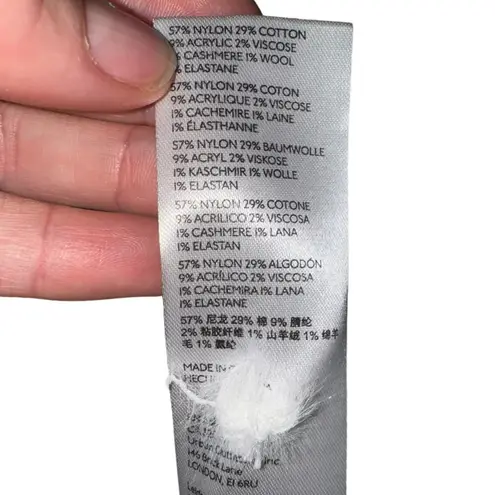 57% NYLON 29% COTTON
9% ACRYLIC 2% VISCOSE
CASHMERE 1% WOOL
ELASTANE
57% NYLON 29% COTON
9% ACRYLIQUE 2% VISCOSE
1% CACHEMIRE 1% LAINE
1% ÉLASTHANNE
57% NYLON 29% BAUMWOLLE
9% ACRYL 2% VISKOSE
1% KASCHMIR 1% WOLLE
1% ELASTAN
57% NYLON 29% COTONE
9% ACRILICO 2% VISCOSA
1% CASHMERE 1% LANA
1% ELASTAN
57% NYLON 29% ALGODÓN
9% ACRÍLICO 2% VISCOSA
1% CACHEMIRA 1% LANA
1% ELASTANE
57% 尼龙 29% 棉 9% 腈纶
2% 粘胶纤维 1% 山羊绒 1% 绵羊
毛 1% 氨纶
MADE IN
Urban
146 Brick Lane
LONDON, E1 6RU